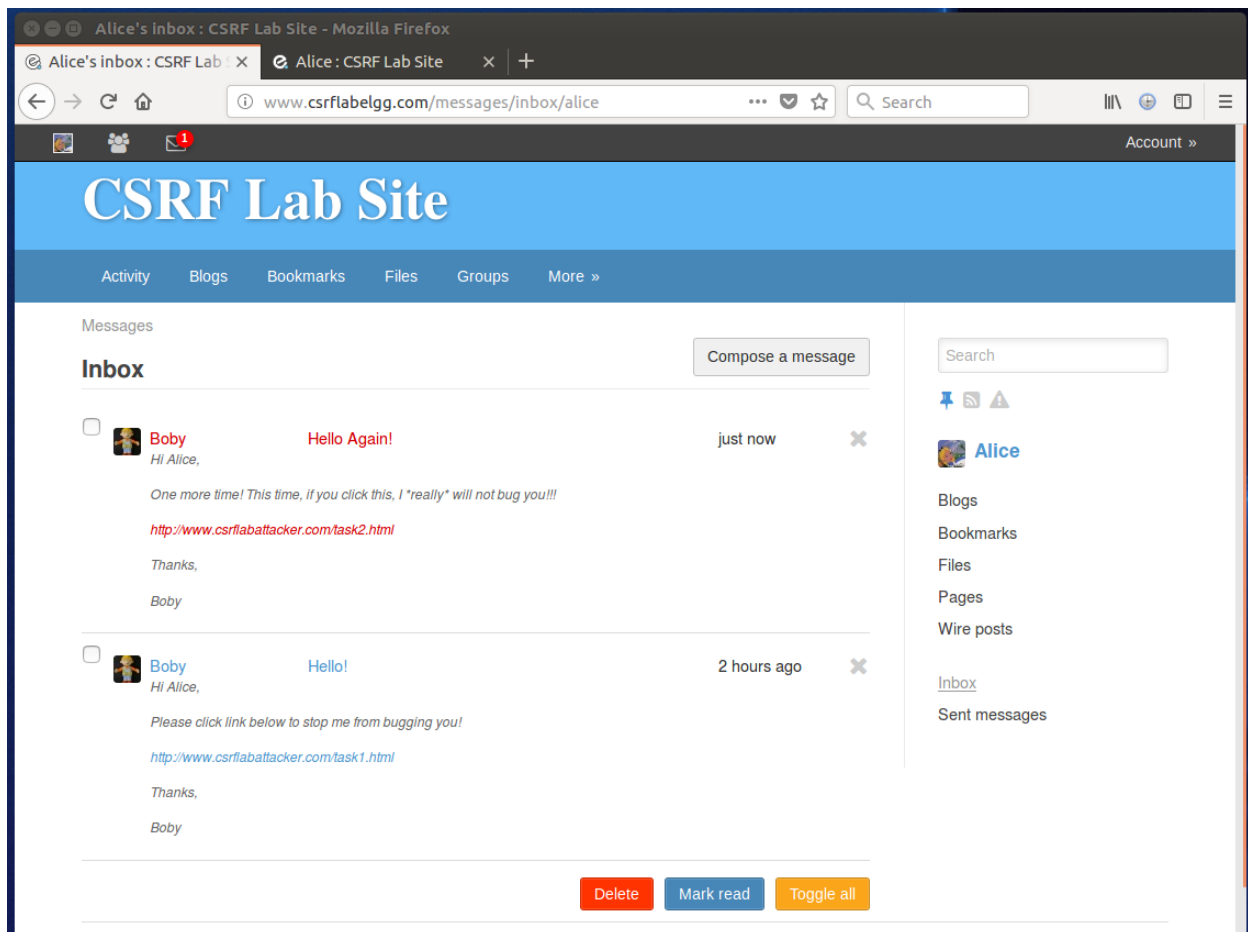 Alice's inbox : CSRF Lab Site - Mozilla Firefox
Alice's inbox : CSRF Lab S
Alice : CSRF Lab Site
www.csrflabelgg.com/messages/inbox/alice
Search
1
Account »
CSRF Lab Site
Activity Blogs Bookmarks Files Groups More »
Messages
Inbox
Compose a message
Boby Hello Again! just now
Hi Alice,
One more time! This time, if you click this, I *really* will not bug you!!!
http://www.csrflabattacker.com/task2.html
Thanks,
Boby
Boby Hello! 2 hours ago
Hi Alice,
Please click link below to stop me from bugging you!
http://www.csrflabattacker.com/task1.html
Thanks,
Boby
Delete Mark read Toggle all
Search
Alice
Blogs
Bookmarks
Files
Pages
Wire posts
Inbox
Sent messages